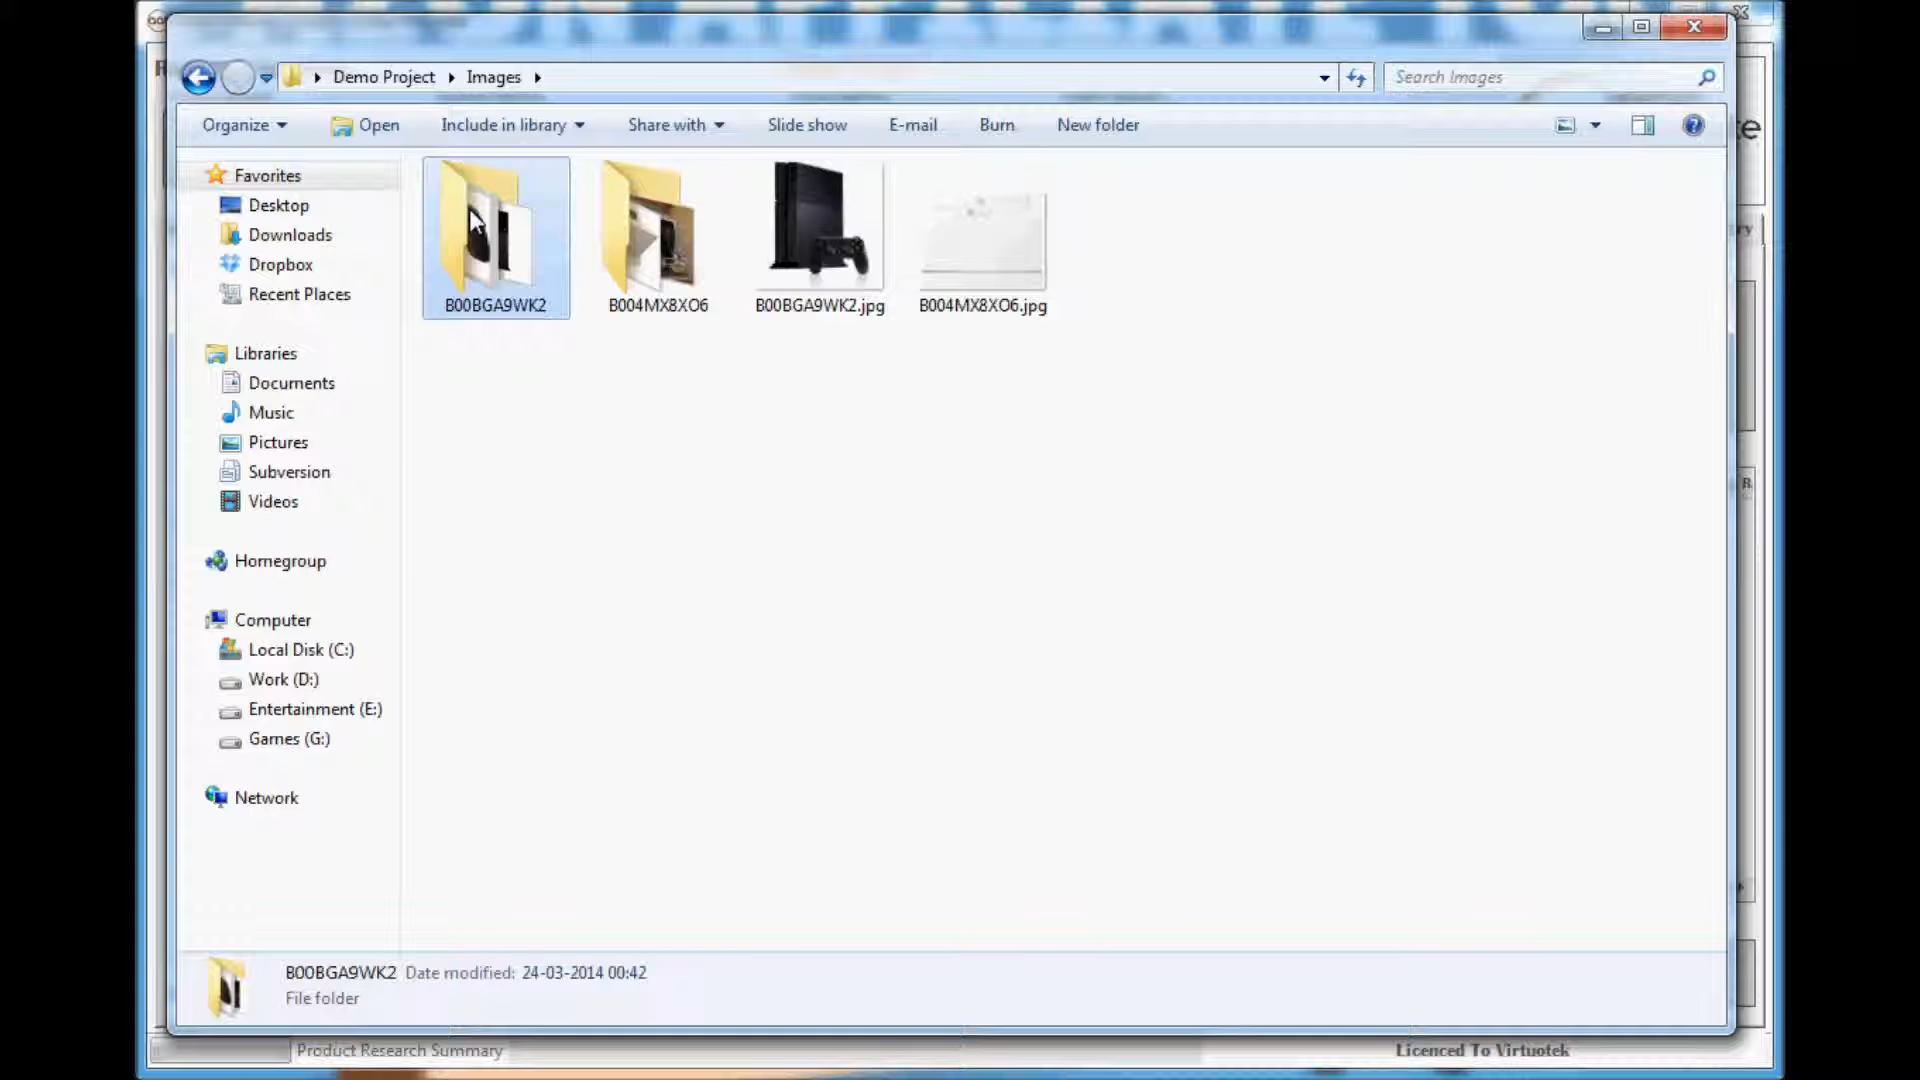 Demo Project
Images
Search Images
Organize
Open
Include in library
Share with
Slide show
E-mail
Burn
New folder
Favorites
Desktop
Downloads
Dropbox
Recent Places
Libraries
Documents
Music
Pictures
Subversion
Videos
Homegroup
Computer
Local Disk (C:)
Work (D:)
Entertainment (E:)
Games (G:)
Network
B00BGA9WK2
B004MX8XO6
B00BGA9WK2.jpg
B004MX8XO6.jpg
B00BGA9WK2 Date modified: 24-03-2014 00:42
File folder
Product Research Summary
Licenced To Virtuotek